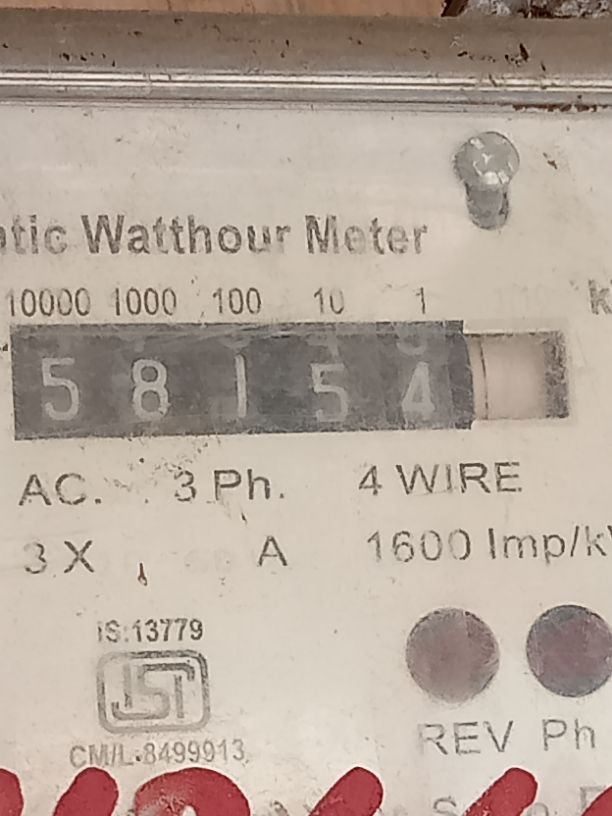 tic Watthour Meter
10000 1000 100 10 1
58154
AC. 3 Ph. 4 WIRE
3 X A 1600 Imp/k
IS:13779
ISI
CM/L-8499913
REV Ph